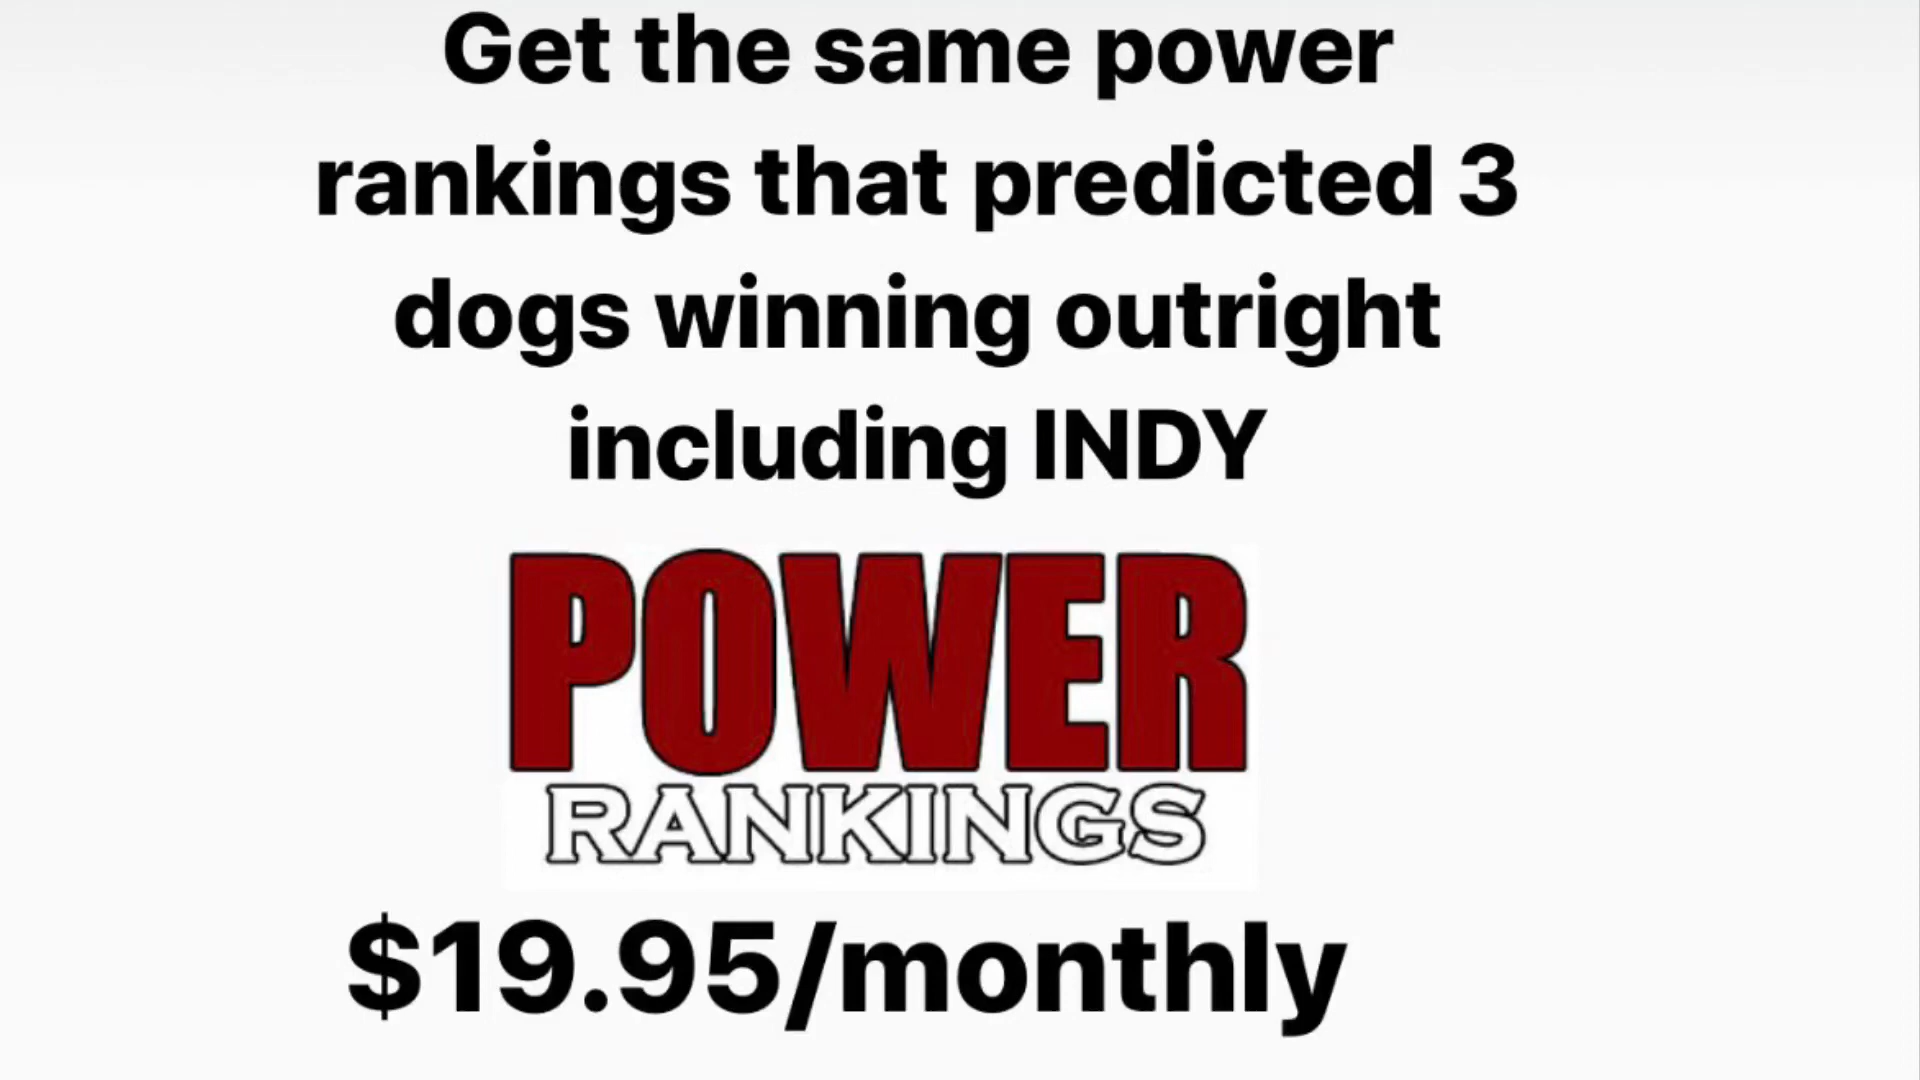 Get the same power
rankings that predicted 3
dogs winning outright
including INDY
POWER
RANKINGS
$19.95/monthly